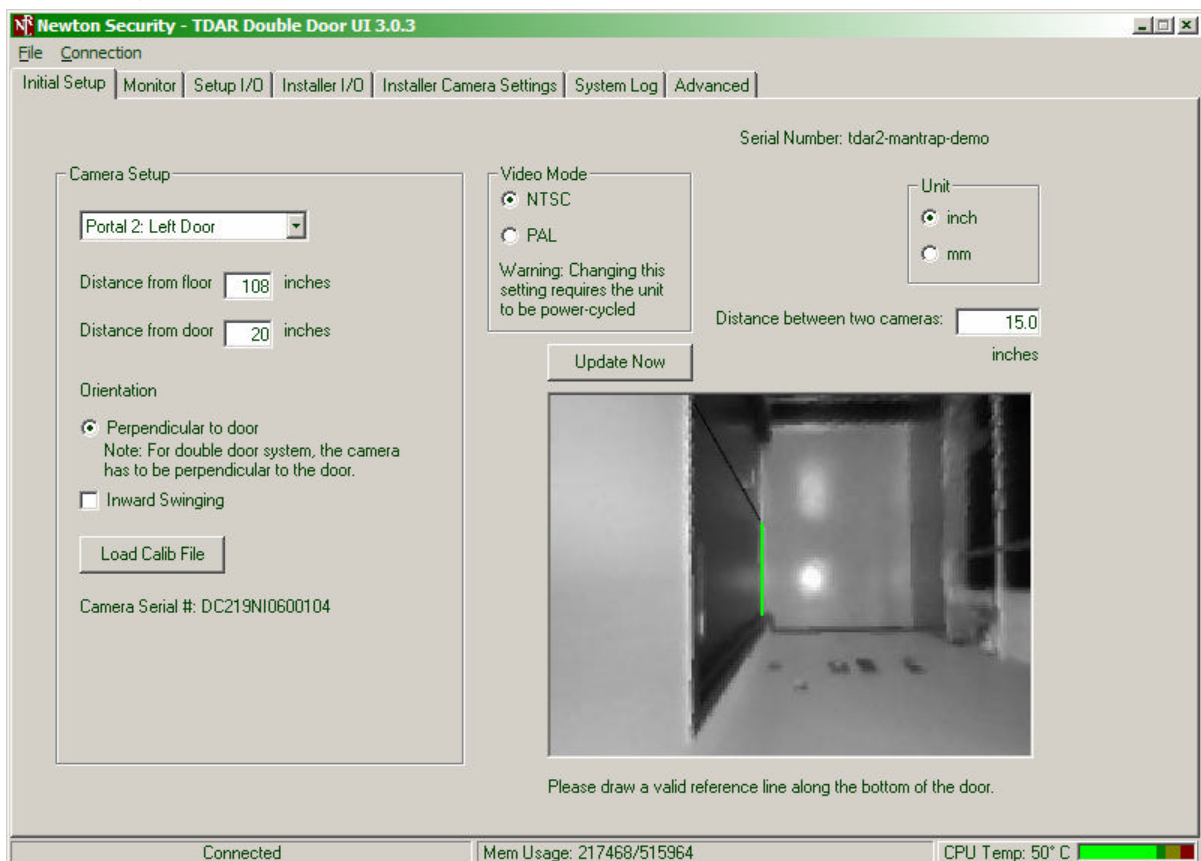 Newton Security - TDAR Double Door UI 3.0.3
File Connection
Initial Setup Monitor Setup I/O Installer I/O Installer Camera Settings System Log Advanced
Serial Number: tdar2-mantrap-demo
Camera Setup
Portal 2: Left Door
Distance from floor 108 inches
Distance from door 20 inches
Orientation
Perpendicular to door
Note: For double door system, the camera
has to be perpendicular to the door.
Inward Swinging
Load Calib File
Camera Serial #: DC219NI0600104
Video Mode
NTSC
PAL
Warning: Changing this
setting requires the unit
to be power-cycled
Unit
inch
mm
Distance between two cameras: 15.0
inches
Update Now
Please draw a valid reference line along the bottom of the door.
Connected Mem Usage: 217468/515964 CPU Temp: 50° C